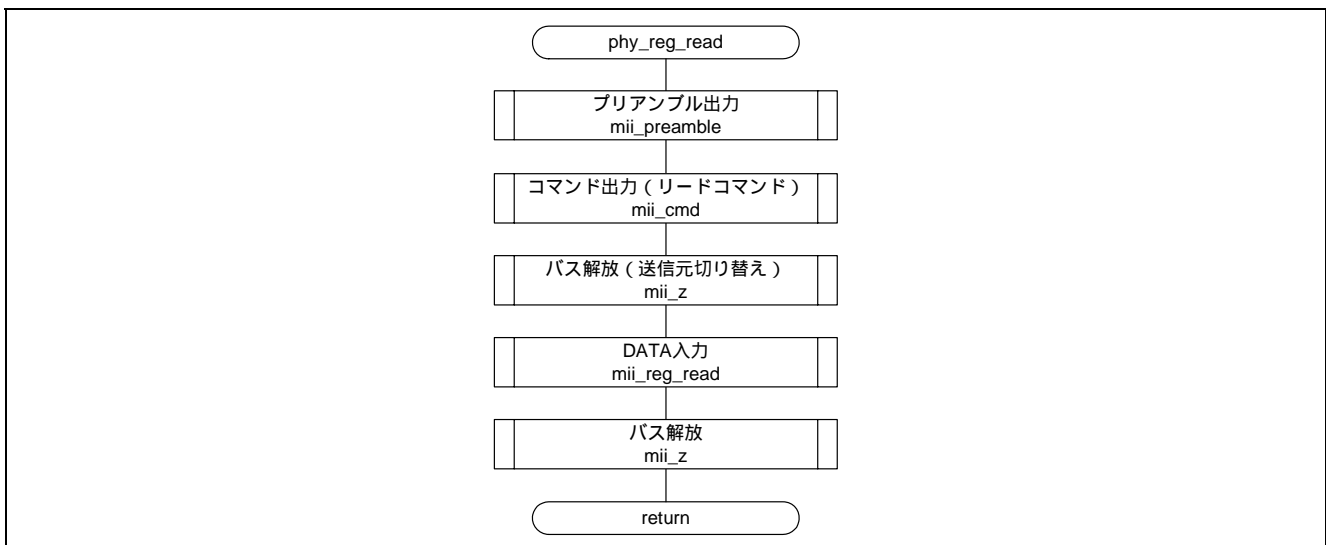 phy_reg_read
プリアンブル出力
mii_preamble
コマンド出力（リードコマンド）
mii_cmd
バス解放（送信元切り替え）
mii_z
DATA入力
mii_reg_read
バス解放
mii_z
return